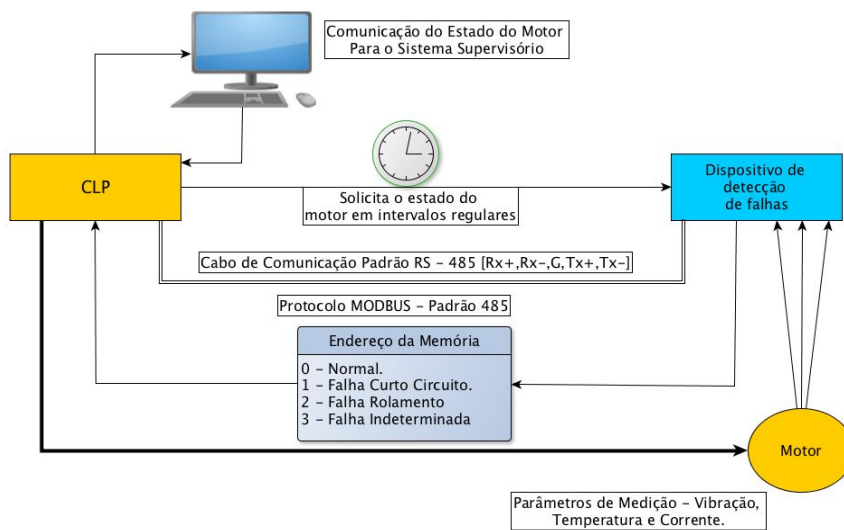 Comunicação do Estado do Motor
Para o Sistema Supervisório
CLP
Dispositivo de
detecção
de falhas
Solicita o estado do
motor em intervalos regulares
Cabo de Comunicação Padrão RS - 485 [Rx+,Rx-,G,Tx+,Tx-]
Protocolo MODBUS - Padrão 485
Endereço da Memória
0 - Normal.
1 - Falha Curto Circuito.
2 - Falha Rolamento
3 - Falha Indeterminada
Motor
Parâmetros de Medição - Vibração,
Temperatura e Corrente.